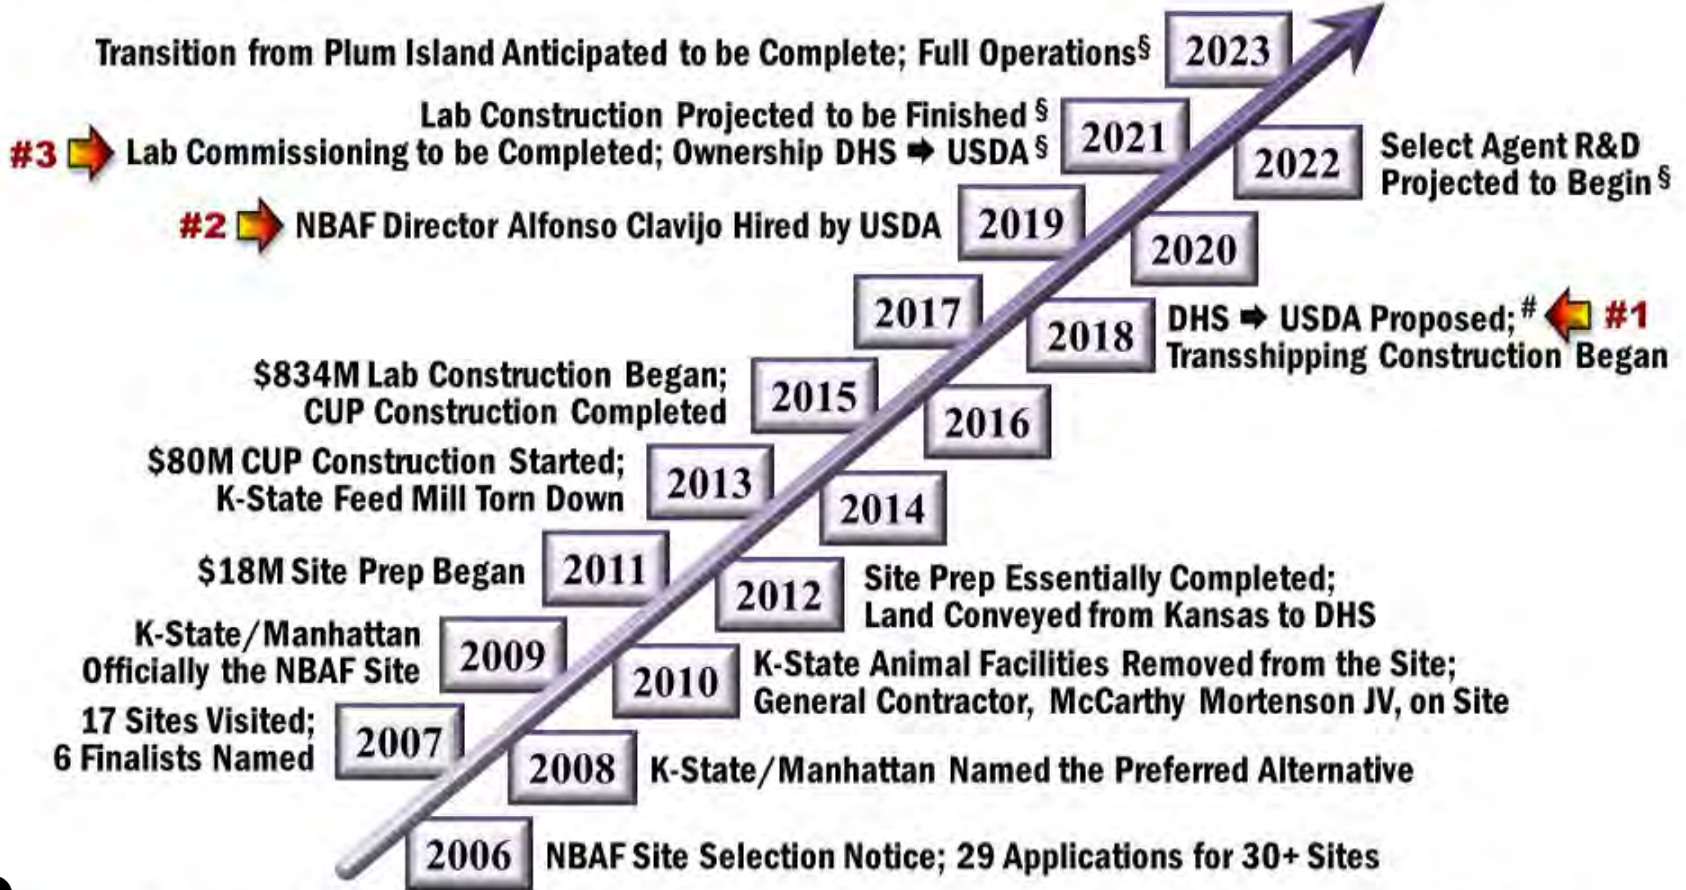 Transition from Plum Island Anticipated to be Complete; Full Operations§ 2023
Lab Construction Projected to be Finished §
#3 Lab Commissioning to be Completed; Ownership DHS ➡ USDA § 2021
2022 Select Agent R&D
Projected to Begin §
#2 NBAF Director Alfonso Clavijo Hired by USDA 2019
2020
2017
2018 DHS ➡ USDA Proposed;# #1
Transshipping Construction Began
$834M Lab Construction Began;
CUP Construction Completed 2015
2016
$80M CUP Construction Started;
K-State Feed Mill Torn Down 2013
2014
$18M Site Prep Began 2011
2012 Site Prep Essentially Completed;
Land Conveyed from Kansas to DHS
K-State/Manhattan
Officially the NBAF Site 2009
2010 K-State Animal Facilities Removed from the Site;
General Contractor, McCarthy Mortenson JV, on Site
17 Sites Visited;
6 Finalists Named 2007
2008 K-State/Manhattan Named the Preferred Alternative
2006 NBAF Site Selection Notice; 29 Applications for 30+ Sites